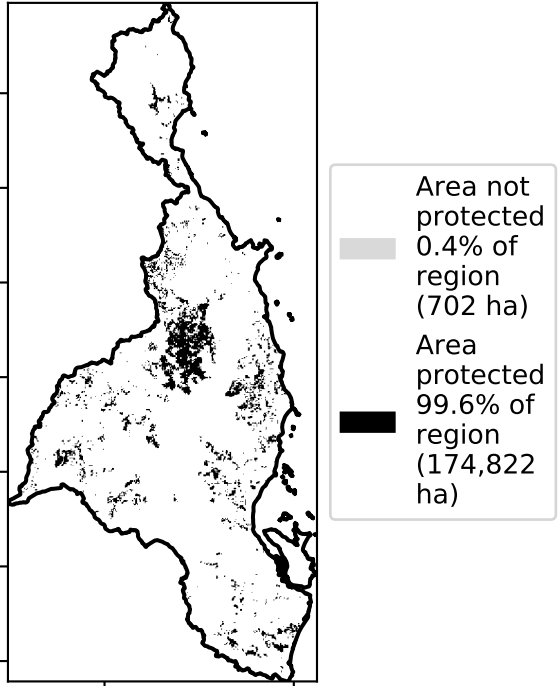 Area not
protected
0.4% of
region
(702 ha)
Area
protected
99.6% of
region
(174,822
ha)